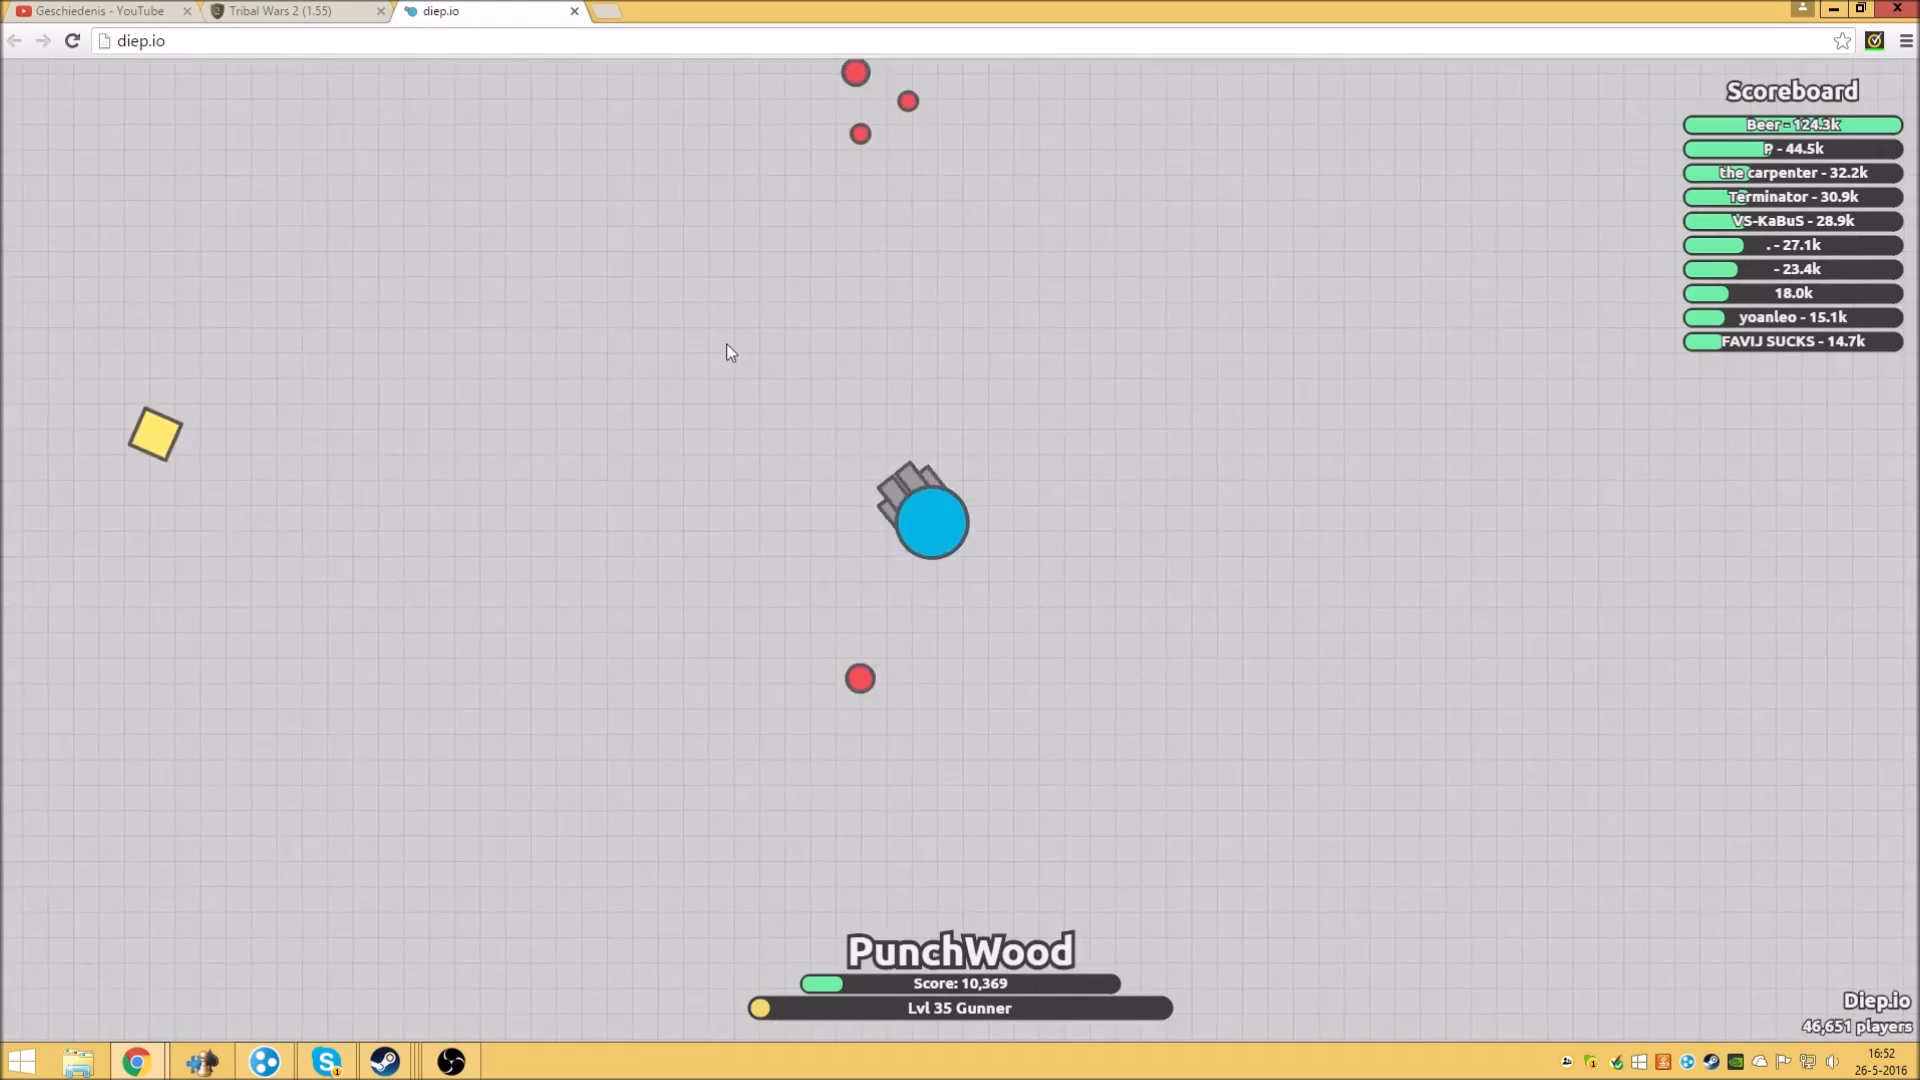 Geschiedenis - YouTube
Tribal Wars 2 (1.55)
diep.io
diep.io
Scoreboard
Beer - 124.3k
P - 44.5k
the carpenter - 32.2k
Terminator - 30.9k
VS-KaBuS - 28.9k
. - 27.1k
- 23.4k
18.0k
yoanleo - 15.1k
FAVIJ SUCKS - 14.7k
PunchWood
Score: 10,369
Lvl 35 Gunner
Diep.io
46,651 players
16:52
26-5-2016